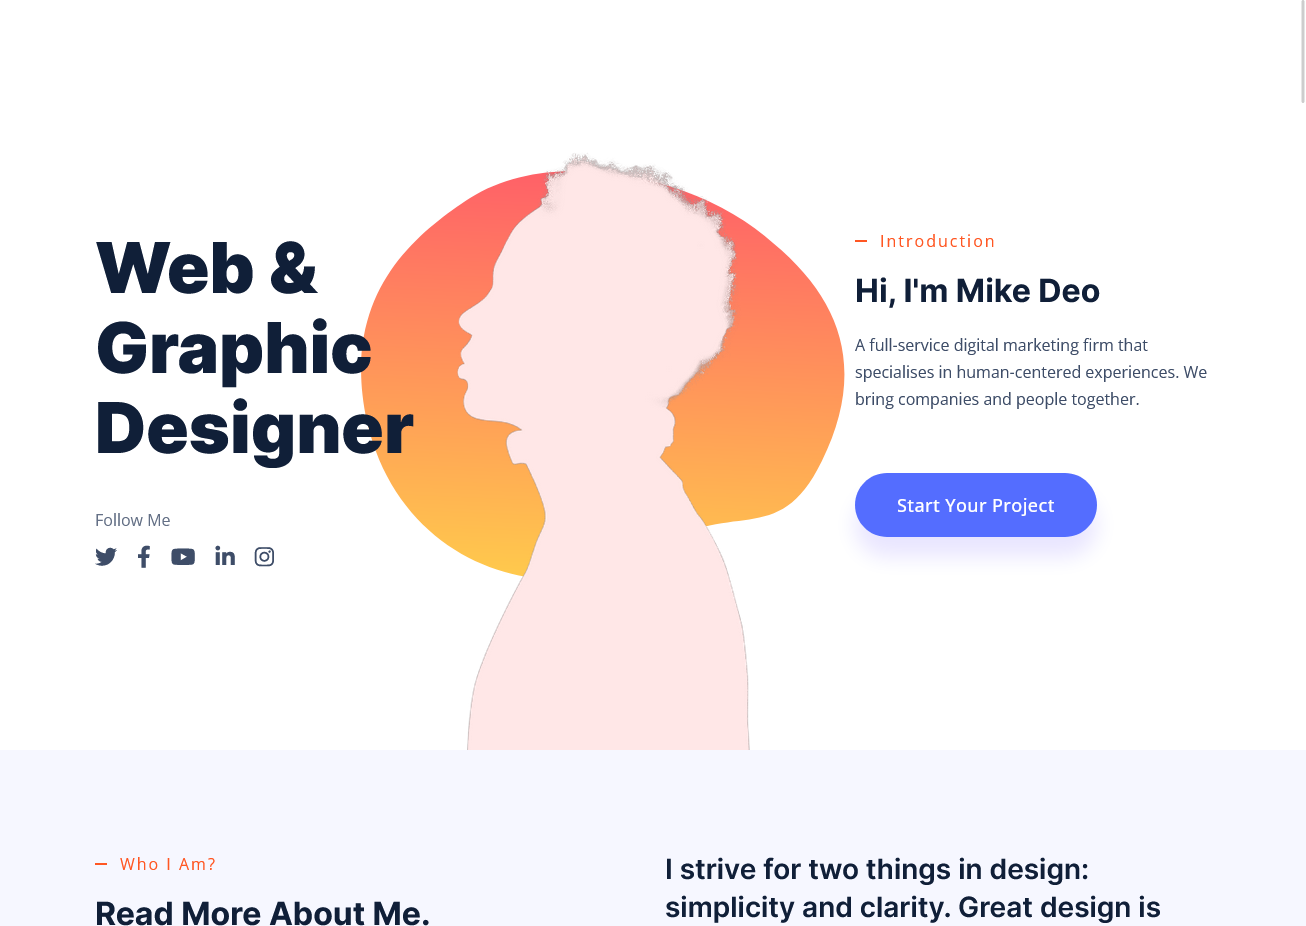 Web &
Graphic
Designer
Follow Me
Introduction
Hi, I'm Mike Deo
A full-service digital marketing firm that
specialises in human-centered experiences. We
bring companies and people together.
Start Your Project
Who I Am?
Read More About Me.
I strive for two things in design:
simplicity and clarity. Great design is